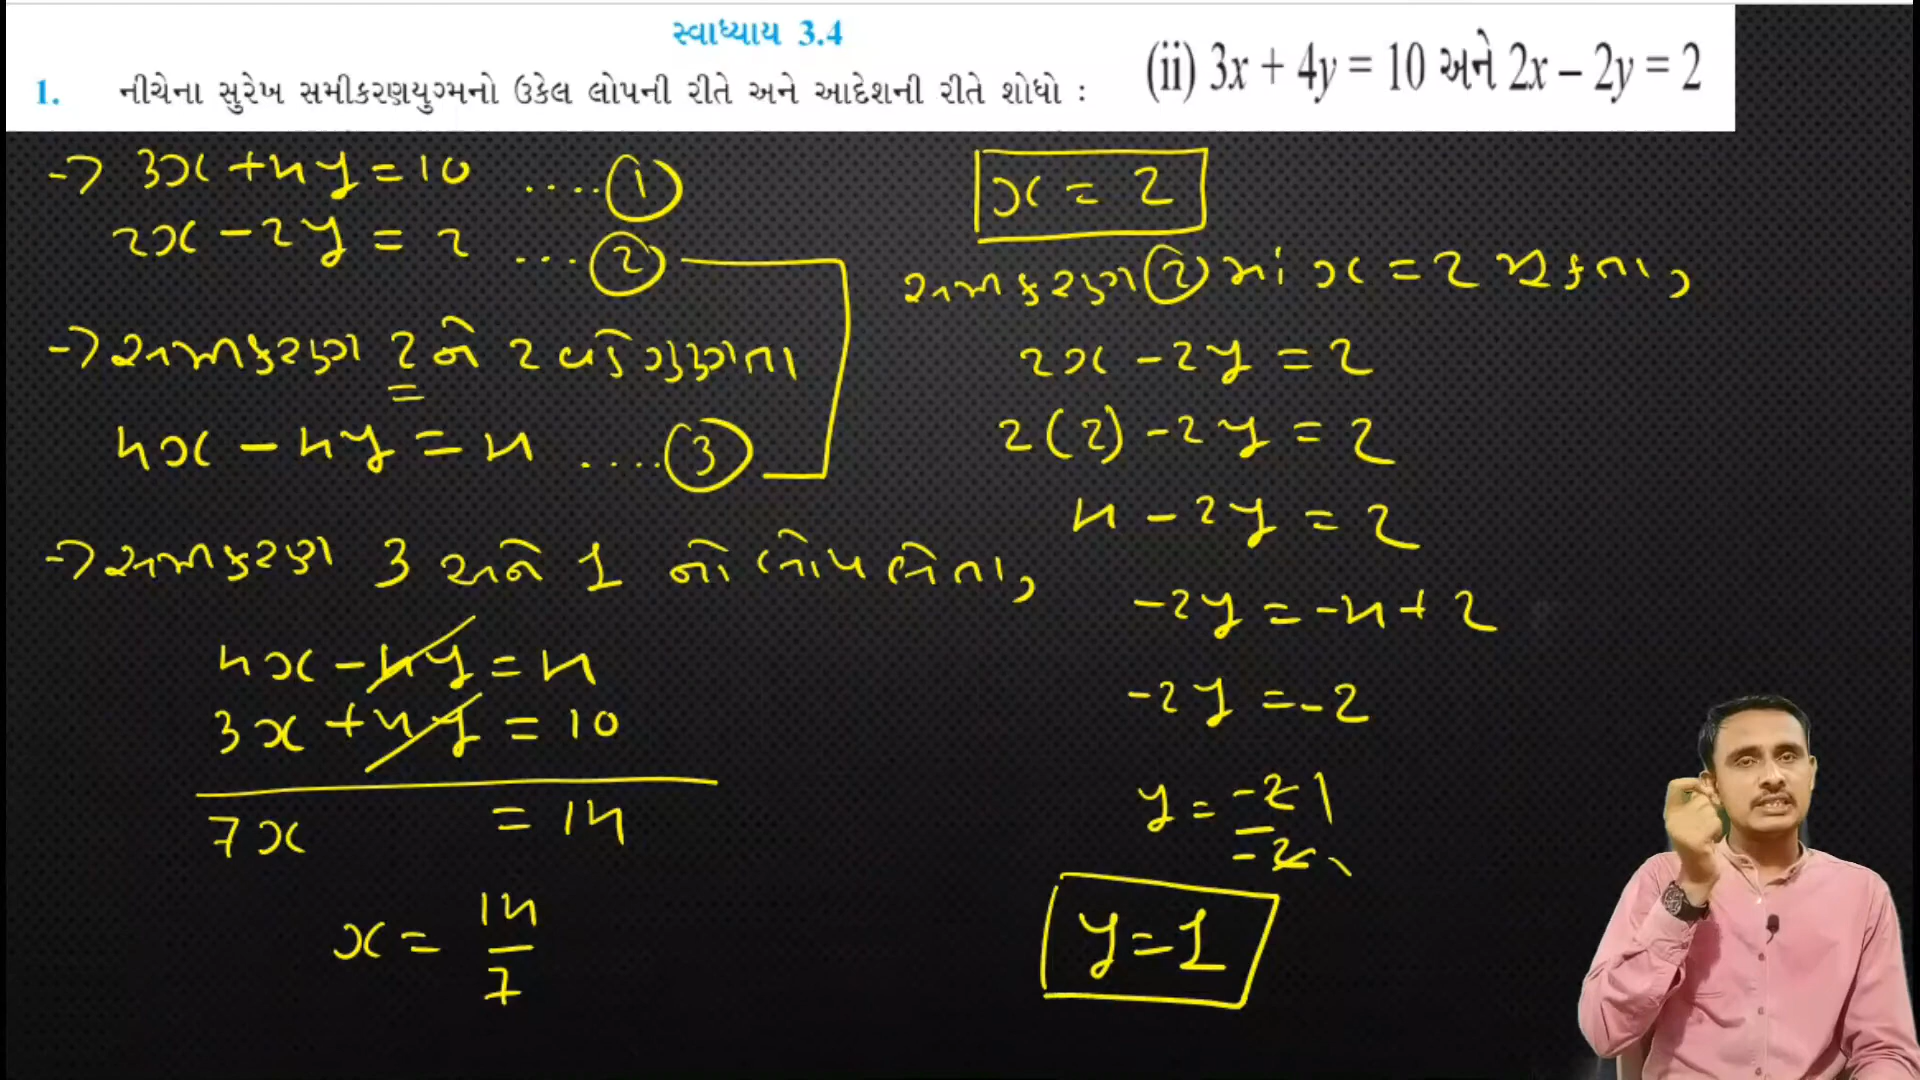 સ્વાધ્યાય 3.4
1. નીચેના સુરેખ સમીકરણયુગ્મનો ઉકેલ લોપની રીતે અને આદેશની રીતે શોધો :
(ii) 3x + 4y = 10 અને 2x – 2y = 2
→ 3x + 4y = 10 .... ①
2x - 2y = 2 ... ②
→ સમીકરણ 2 ને 2 વડે ગુણતા
4x - 4y = 4 .... ③
→ સમીકરણ 3 અને 1 નો લોપ લેતા,
4x - 4y = 4
3x + 4y = 10
7x = 14
x = 14/7
x = 2
સમીકરણ ② માં x = 2 મૂકતા,
2x - 2y = 2
2(2) - 2y = 2
4 - 2y = 2
-2y = -4 + 2
-2y = -2
y = -2/-2
y = 1